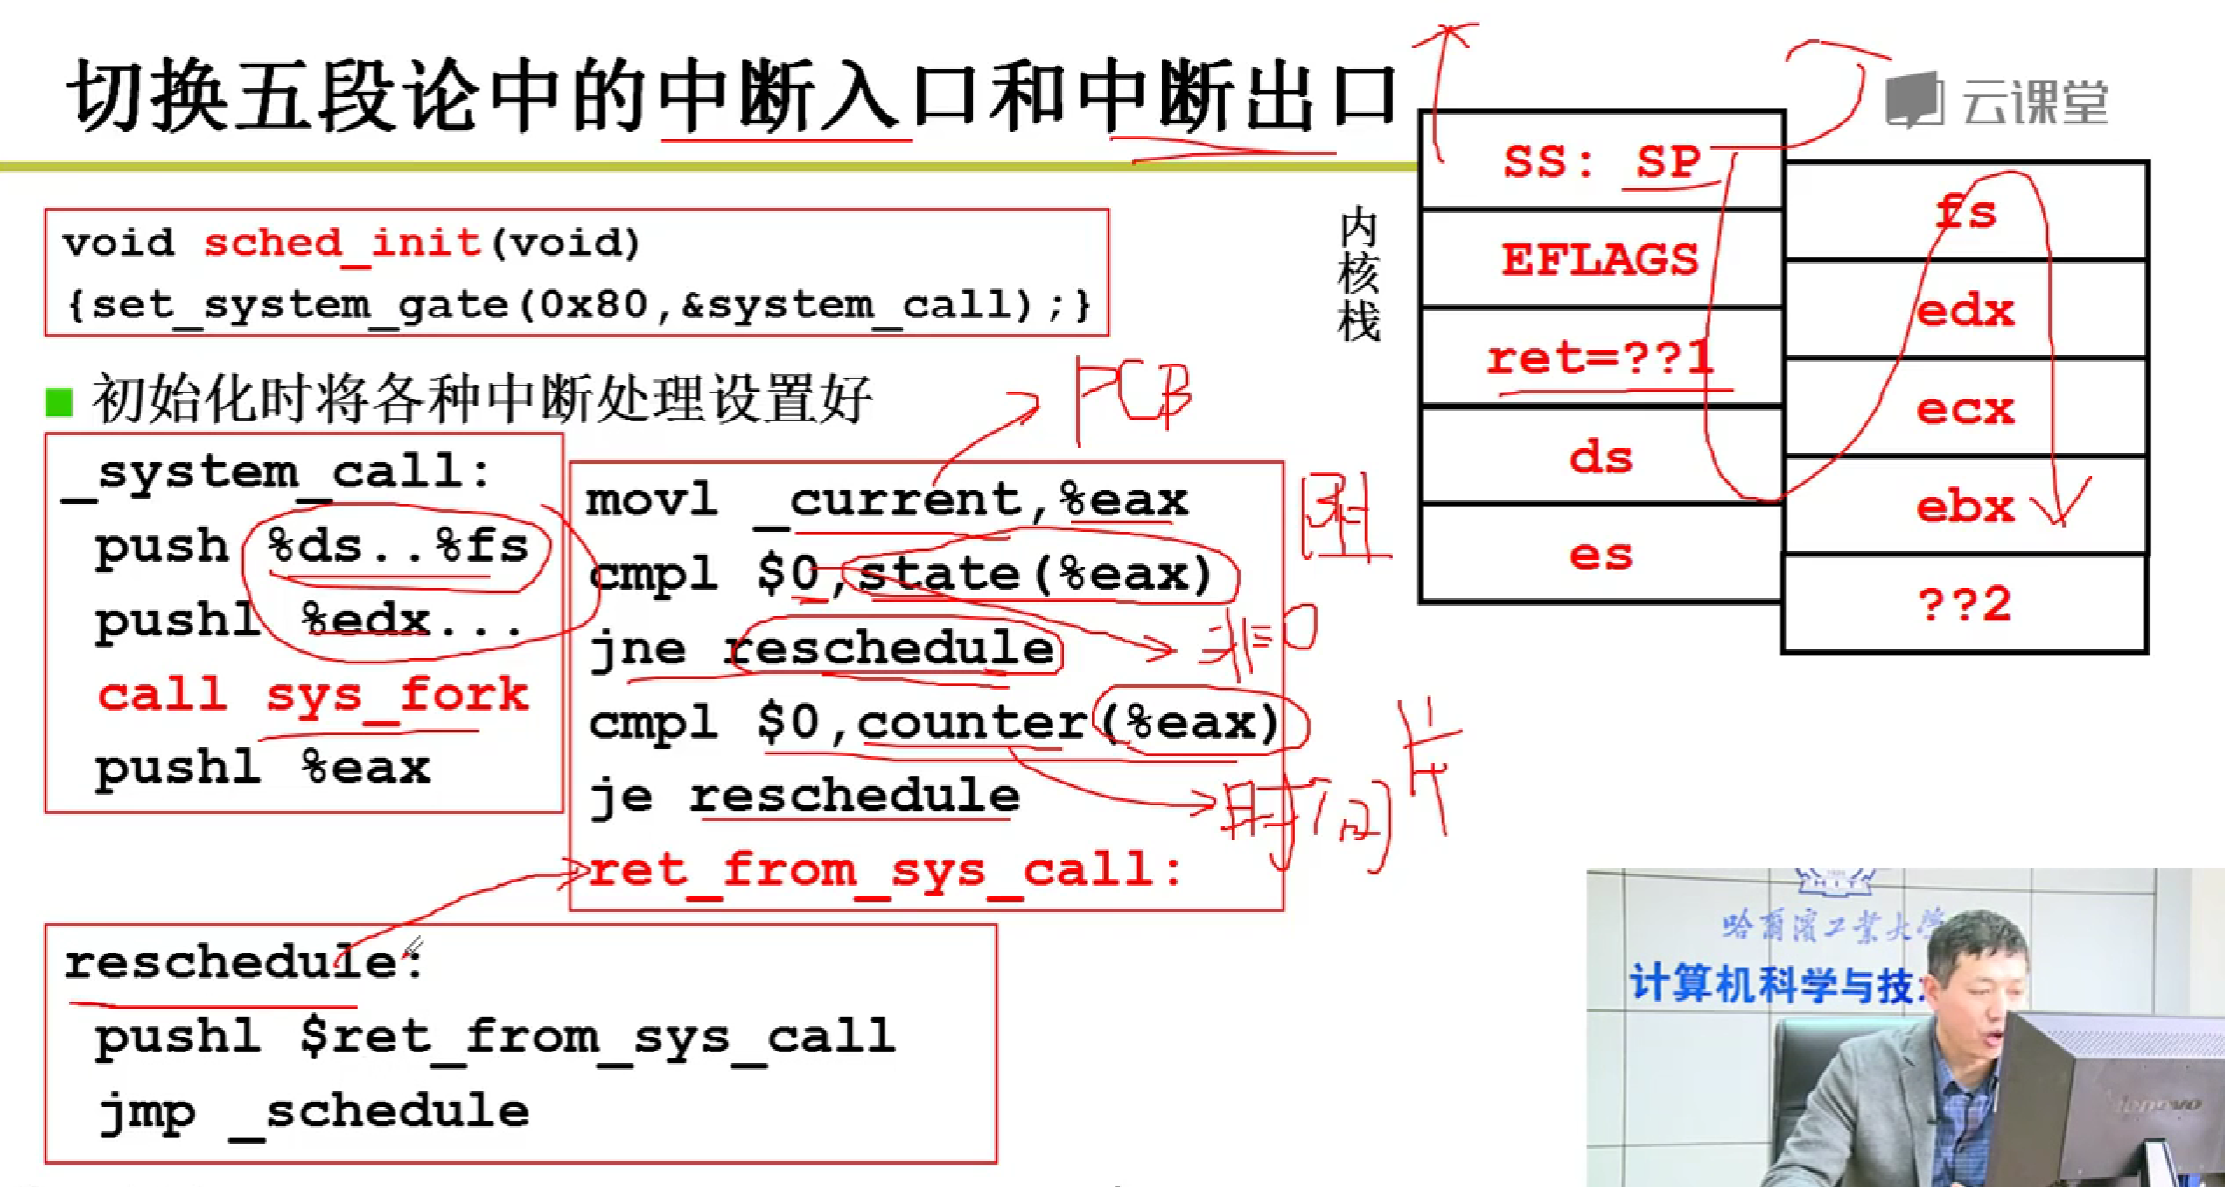 切换五段论中的中断入口和中断出口
云课堂
void sched_init(void)
{set_system_gate(0x80,&system_call);}
初始化时将各种中断处理设置好
_system_call:
push %ds..%fs
pushl %edx...
call sys_fork
pushl %eax
movl _current,%eax
cmpl $0,state(%eax)
jne reschedule
cmpl $0,counter(%eax)
je reschedule
ret_from_sys_call:
PCB
非0
时间片
reschedule:
pushl $ret_from_sys_call
jmp _schedule
内核栈
SS: SP
EFLAGS
ret=??1
ds
es
fs
edx
ecx
ebx
??2
哈尔滨工业大学
计算机科学与技
lenovo